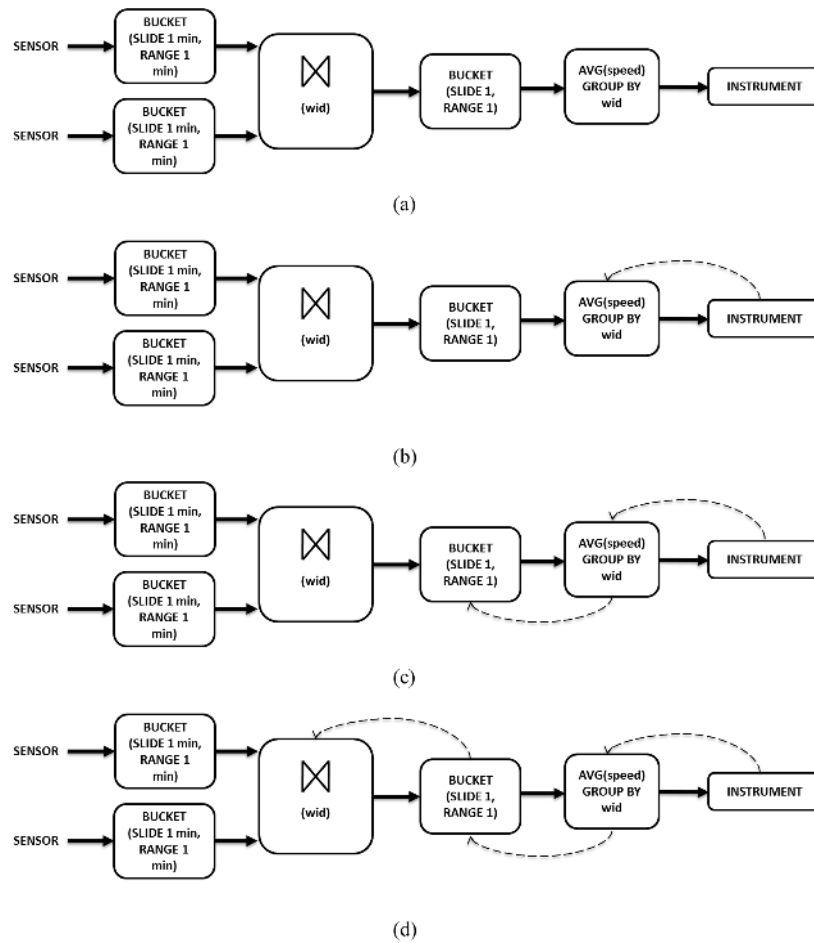 BUCKET
(SLIDE 1 min,
RANGE 1
min)
SENSOR
BUCKET
(SLIDE 1 min,
RANGE 1
min)
SENSOR
(wid)
BUCKET
(SLIDE 1,
RANGE 1)
AVG(speed)
GROUP BY
wid
INSTRUMENT
(a)
BUCKET
(SLIDE 1 min,
RANGE 1
min)
SENSOR
BUCKET
(SLIDE 1 min,
RANGE 1
min)
SENSOR
(wid)
BUCKET
(SLIDE 1,
RANGE 1)
AVG(speed)
GROUP BY
wid
INSTRUMENT
(b)
BUCKET
(SLIDE 1 min,
RANGE 1
min)
SENSOR
BUCKET
(SLIDE 1 min,
RANGE 1
min)
SENSOR
(wid)
BUCKET
(SLIDE 1,
RANGE 1)
AVG(speed)
GROUP BY
wid
INSTRUMENT
(c)
BUCKET
(SLIDE 1 min,
RANGE 1
min)
SENSOR
BUCKET
(SLIDE 1 min,
RANGE 1
min)
SENSOR
(wid)
BUCKET
(SLIDE 1,
RANGE 1)
AVG(speed)
GROUP BY
wid
INSTRUMENT
(d)